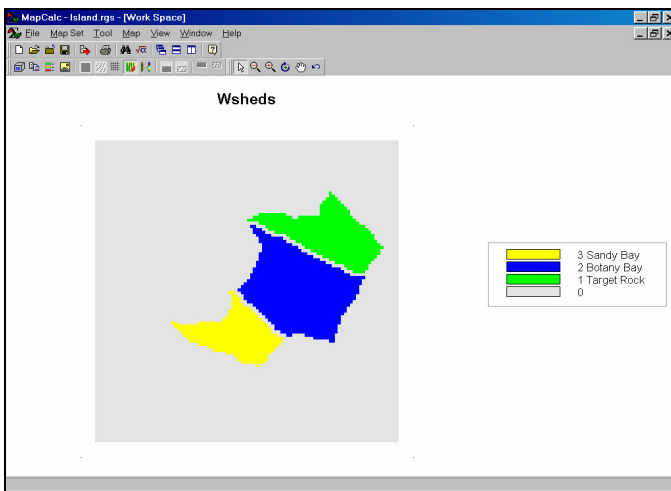 MapCalc - Island.rgs - [Work Space]
File Map Set Tool Map View Window Help
Wsheds
3 Sandy Bay
2 Botany Bay
1 Target Rock
0